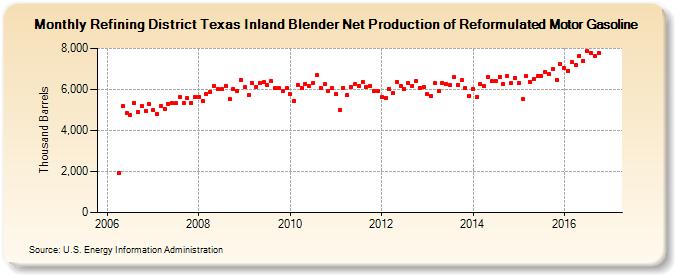 Monthly Refining District Texas Inland Blender Net Production of Reformulated Motor Gasoline
Thousand Barrels
8,000
6,000
4,000
2,000
0
2006 2008 2010 2012 2014 2016
Source: U.S. Energy Information Administration